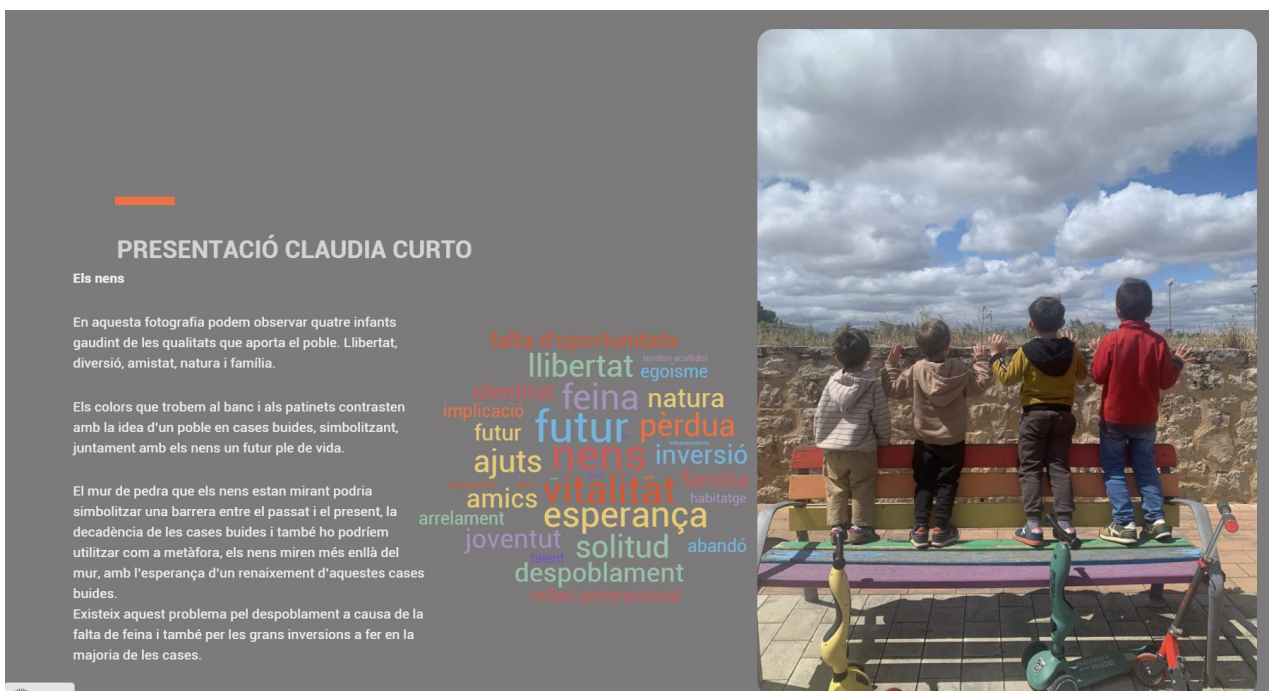 PRESENTACIÓ CLAUDIA CURTO
Els nens
En aquesta fotografia podem observar quatre infants
gaudint de les qualitats que aporta el poble. Llibertat,
diversió, amistat, natura i família.
Els colors que trobem al banc i als patinets contrasten
amb la idea d'un poble en cases buides, simbolitzant,
juntament amb els nens un futur ple de vida.
El mur de pedra que els nens estan mirant podria
simbolitzar una barrera entre el passat i el present, la
decadència de les cases buides i també ho podríem
utilitzar com a metàfora, els nens miren més enllà del
mur, amb l'esperança d'un renaixement d'aquestes cases
buides.
Existeix aquest problema pel despoblament a causa de la
falta de feina i també per les grans inversions a fer en la
majoria de les cases.
falta d'oportunitats
llibertat
territori acollidor
egoisme
identitat
feina
natura
implicació
futur
futur
pèrdua
ajuts
nens
inversió
família
amics
vitalitat
habitatge
arrelament
esperança
joventut
solitud
abandó
talent
despoblament
relleu generacional